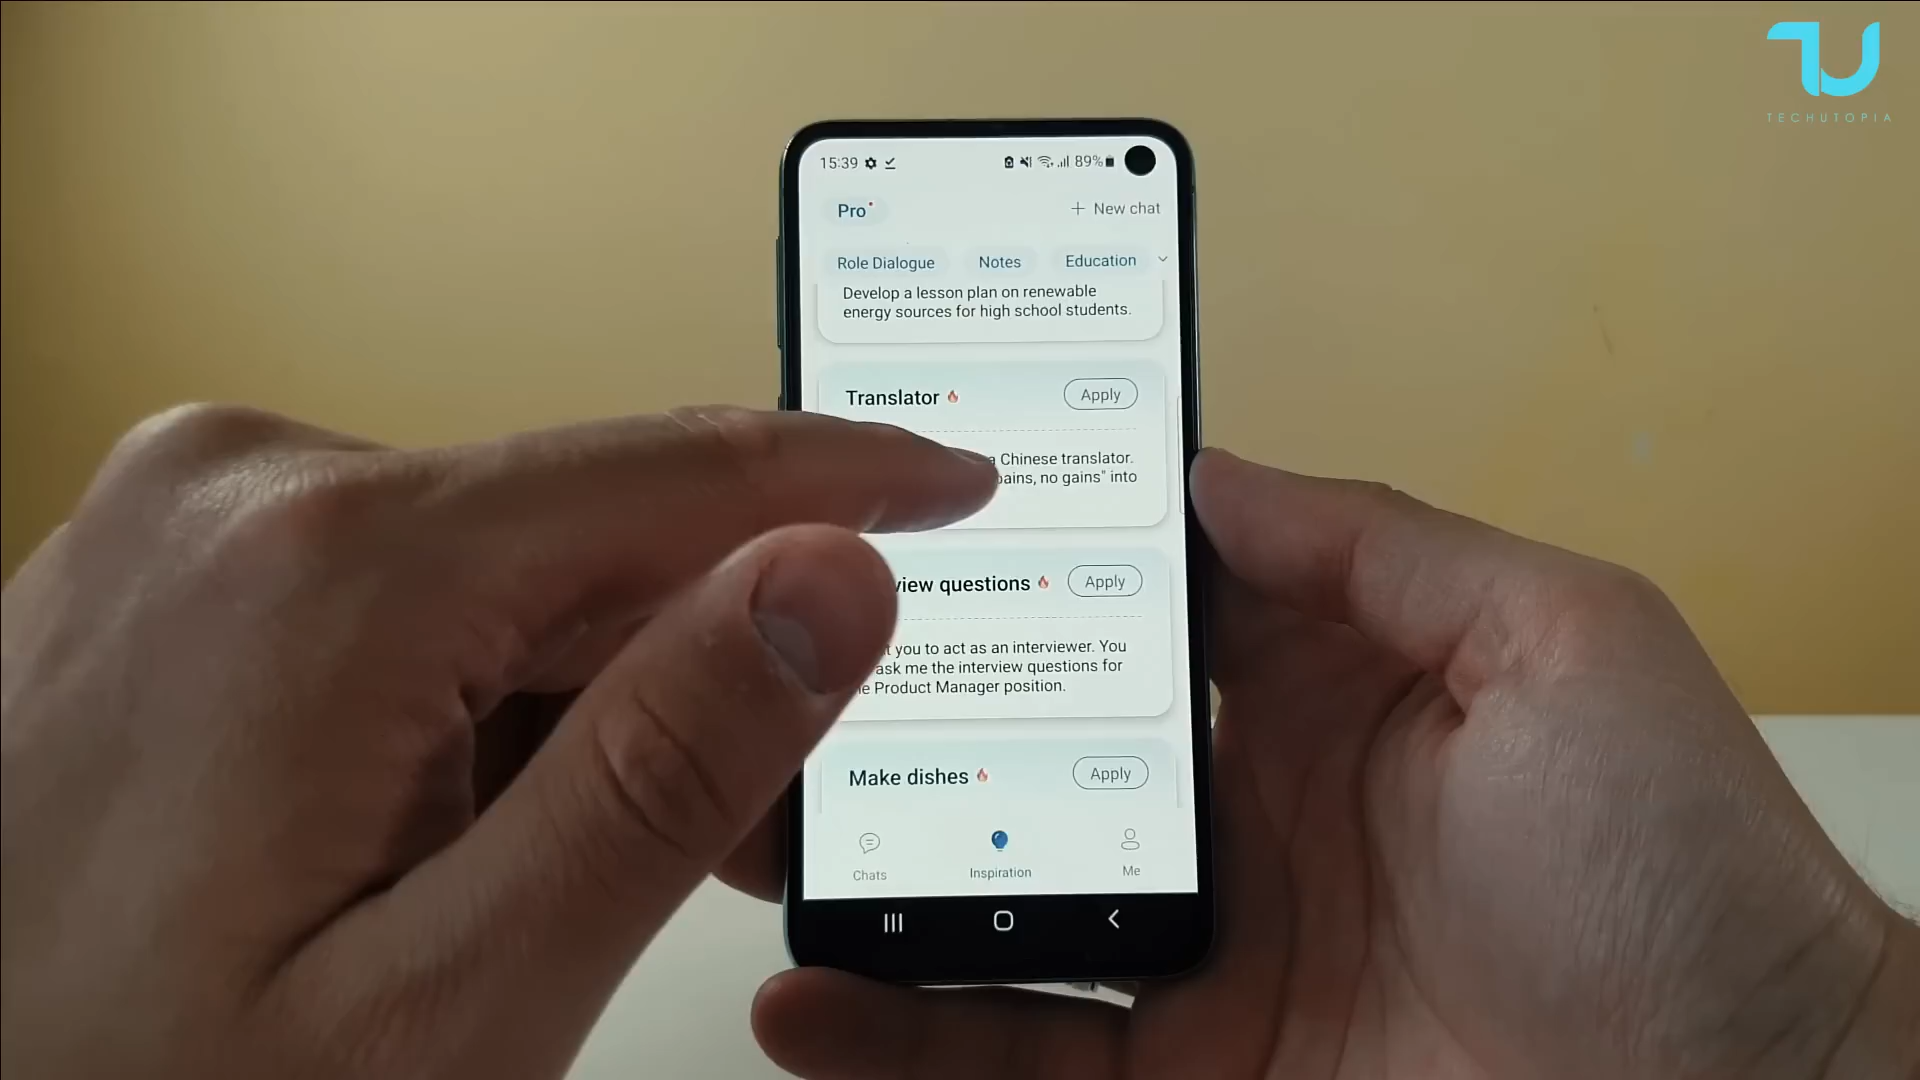 TECHUTOPIA
15:39
89%
Pro
+ New chat
Role Dialogue
Notes
Education
Develop a lesson plan on renewable
energy sources for high school students.
Translator
Apply
a Chinese translator.
no gains" into
questions
Apply
you to act as an interviewer. You
ask me the interview questions for
Product Manager position.
Make dishes
Apply
Chats
Inspiration
Me